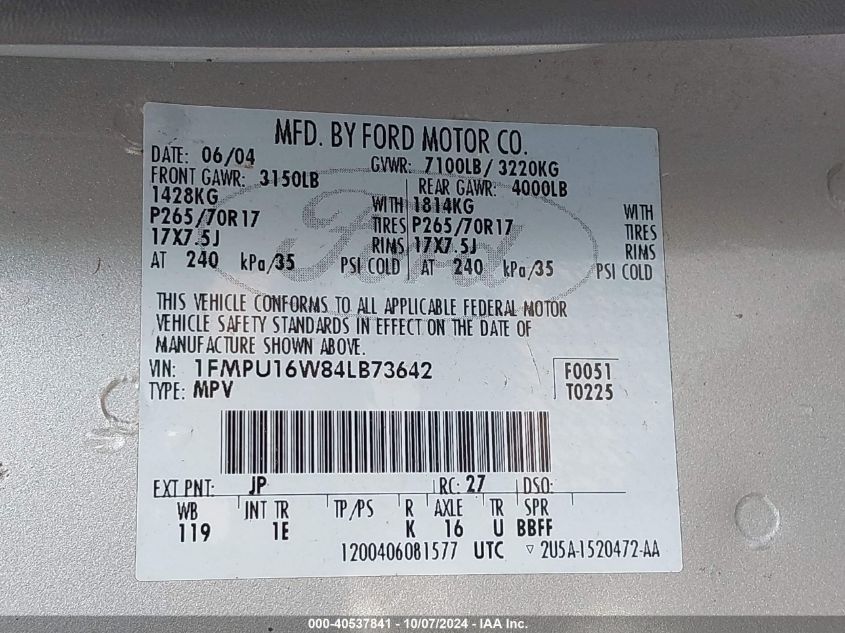 MFD. BY FORD MOTOR CO.
DATE: 06/04 GVWR: 7100LB / 3220KG
FRONT GAWR: 3150LB REAR GAWR: 4000LB
1428KG WITH 1814KG WITH
P265/70R17 TIRES P265/70R17 TIRES
17X7.5J RIMS 17X7.5J RIMS
AT 240 kPa/35 PSI COLD AT 240 kPa/35 PSI COLD
Ford
THIS VEHICLE CONFORMS TO ALL APPLICABLE FEDERAL MOTOR
VEHICLE SAFETY STANDARDS IN EFFECT ON THE DATE OF
MANUFACTURE SHOWN ABOVE.
VIN: 1FMPU16W84LB73642 F0051
TYPE: MPV T0225
EXT PNT: JP RC: 27 DSO:
WB INT TR TP/PS R AXLE TR SPR
119 1E K 16 U BBFF
1200406081577 UTC ▽ 2U5A-1520472-AA
000-40537841 - 10/07/2024 - IAA Inc.